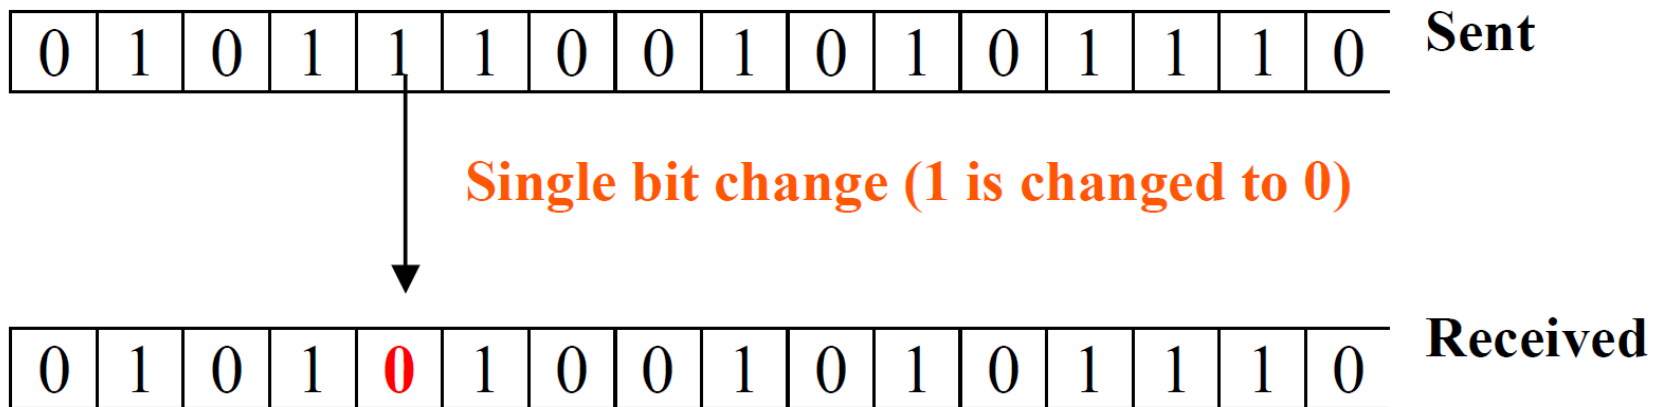 0 1 0 1 1 1 0 0 1 0 1 0 1 1 1 0 Sent
Single bit change (1 is changed to 0)
0 1 0 1 0 1 0 0 1 0 1 0 1 1 1 0 Received